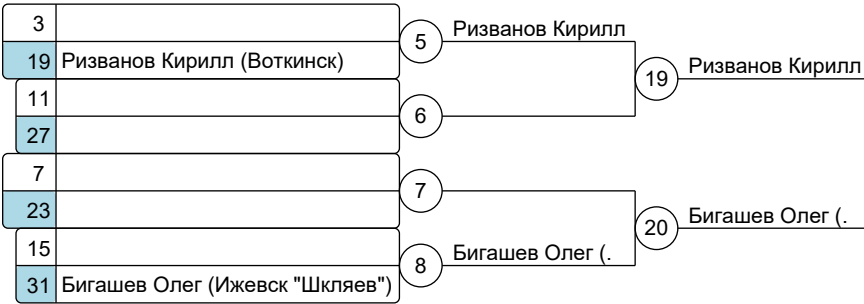 3
19 Ризванов Кирилл (Воткинск)
5 Ризванов Кирилл
19 Ризванов Кирилл
11
27
6
7
23
7
20 Бигашев Олег (.
15
31 Бигашев Олег (Ижевск "Шкляев")
8 Бигашев Олег (.